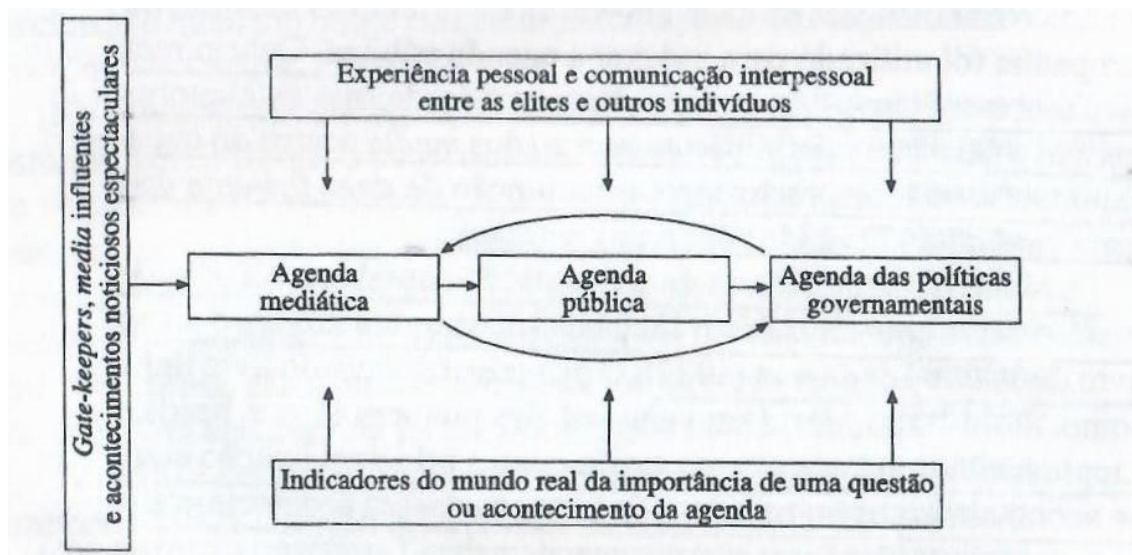 Gate-keepers, media influentes
e acontecimentos noticiosos espectaculares
Experiência pessoal e comunicação interpessoal
entre as elites e outros indivíduos
Agenda
mediática
Agenda
pública
Agenda das políticas
governamentais
Indicadores do mundo real da importância de uma questão
ou acontecimento da agenda